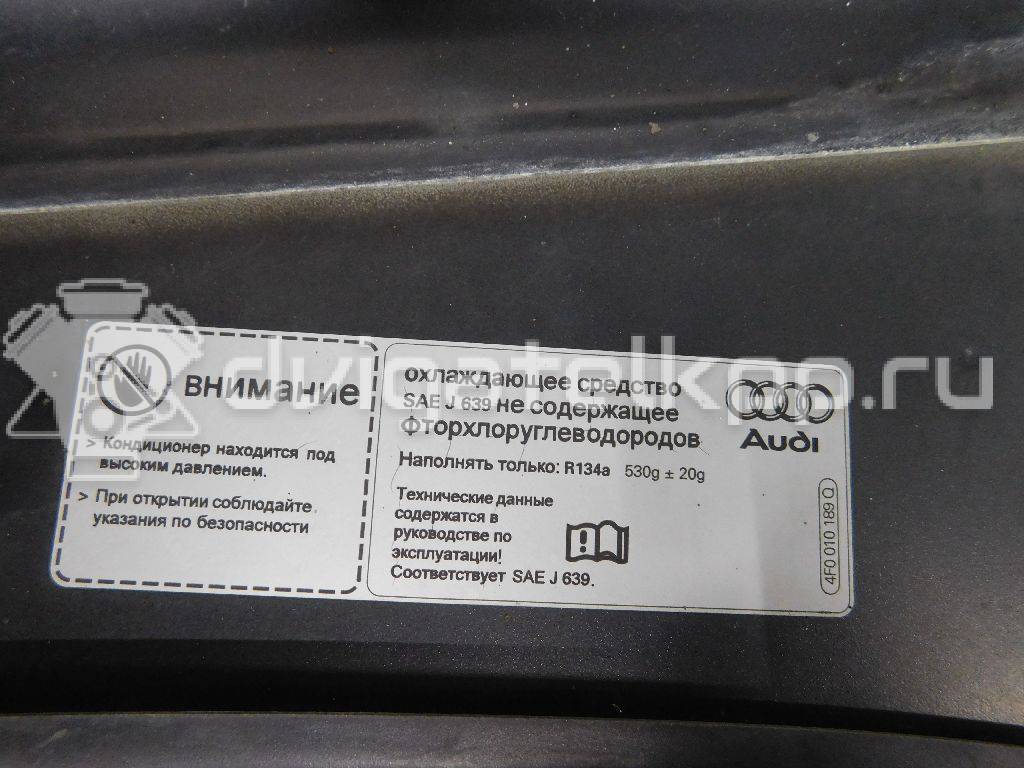 ВНИМАНИЕ
> Кондиционер находится под
высоким давлением.
> При открытии соблюдайте
указания по безопасности
охлаждающее средство
SAE J 639 не содержащее
фторхлоруглеводородов
Наполнять только: R134a 530g ± 20g
Технические данные
содержатся в
руководстве по
эксплуатации!
Соответствует SAE J 639.
Audi
4F0 010 189 Q
dvigatelkpp.ru